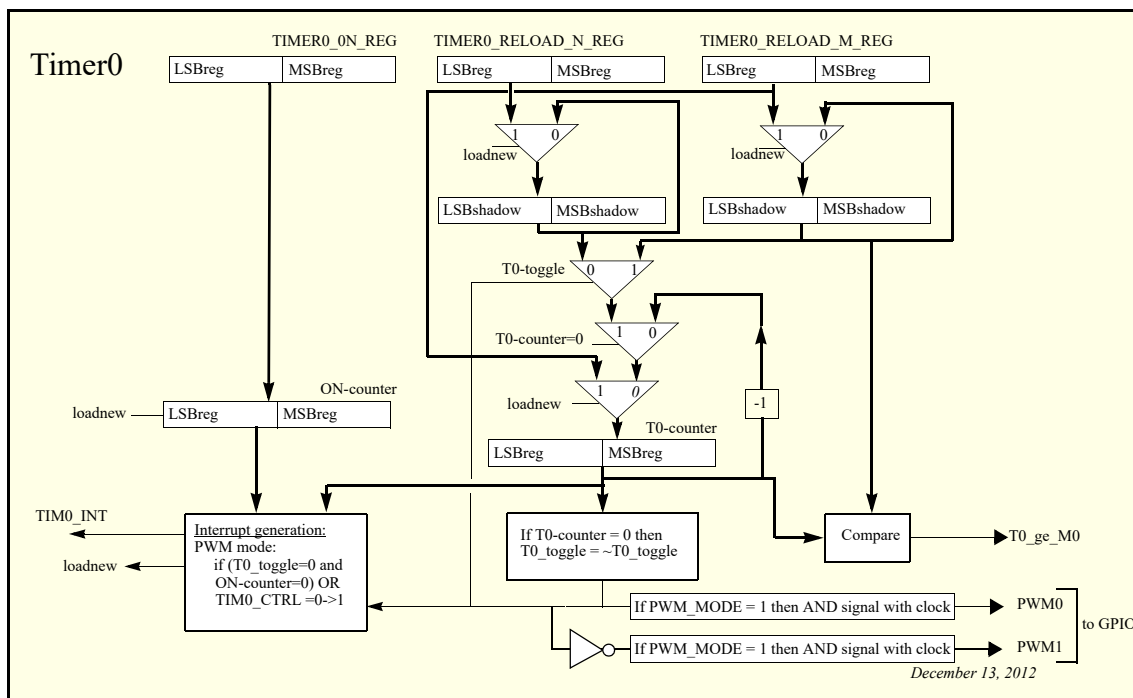 Timer0
TIMER0_0N_REG
TIMER0_RELOAD_N_REG
TIMER0_RELOAD_M_REG
LSBreg MSBreg
LSBreg MSBreg
LSBreg MSBreg
1 0
loadnew
1 0
loadnew
LSBshadow MSBshadow
LSBshadow MSBshadow
T0-toggle
0 1
T0-counter=0
1 0
ON-counter
loadnew
LSBreg MSBreg
loadnew
1 0
-1
T0-counter
LSBreg MSBreg
TIM0_INT
loadnew
Interrupt generation:
PWM mode:
if (T0_toggle=0 and
ON-counter=0) OR
TIM0_CTRL =0->1
If T0-counter = 0 then
T0_toggle = ~T0_toggle
Compare
T0_ge_M0
If PWM_MODE = 1 then AND signal with clock
PWM0
to GPIO
If PWM_MODE = 1 then AND signal with clock
PWM1
December 13, 2012